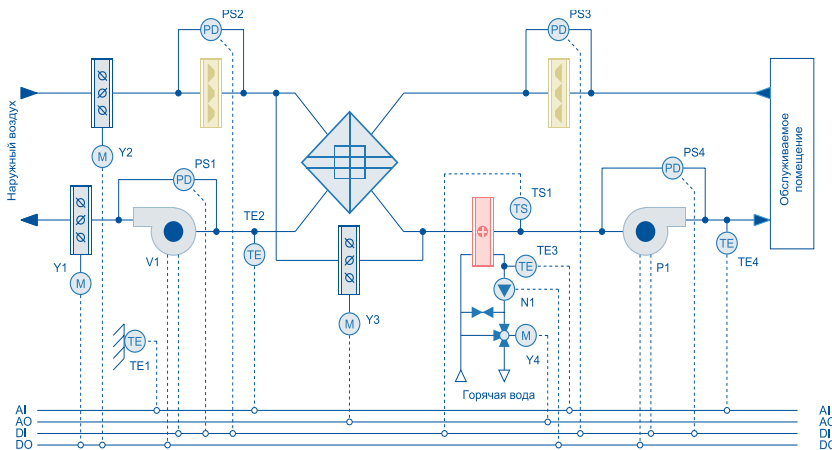 PS2
PD
PS3
PD
Наружный воздух
Обслуживаемое
помещение
M
Y2
PS1
PD
TE2
TS1
TS
PS4
PD
V1
TE
TE3
TE
P1
TE
TE4
Y1
M
N1
M
Y3
M
Y4
TE
TE1
Горячая вода
AI
AO
DI
DO
AI
AO
DI
DO